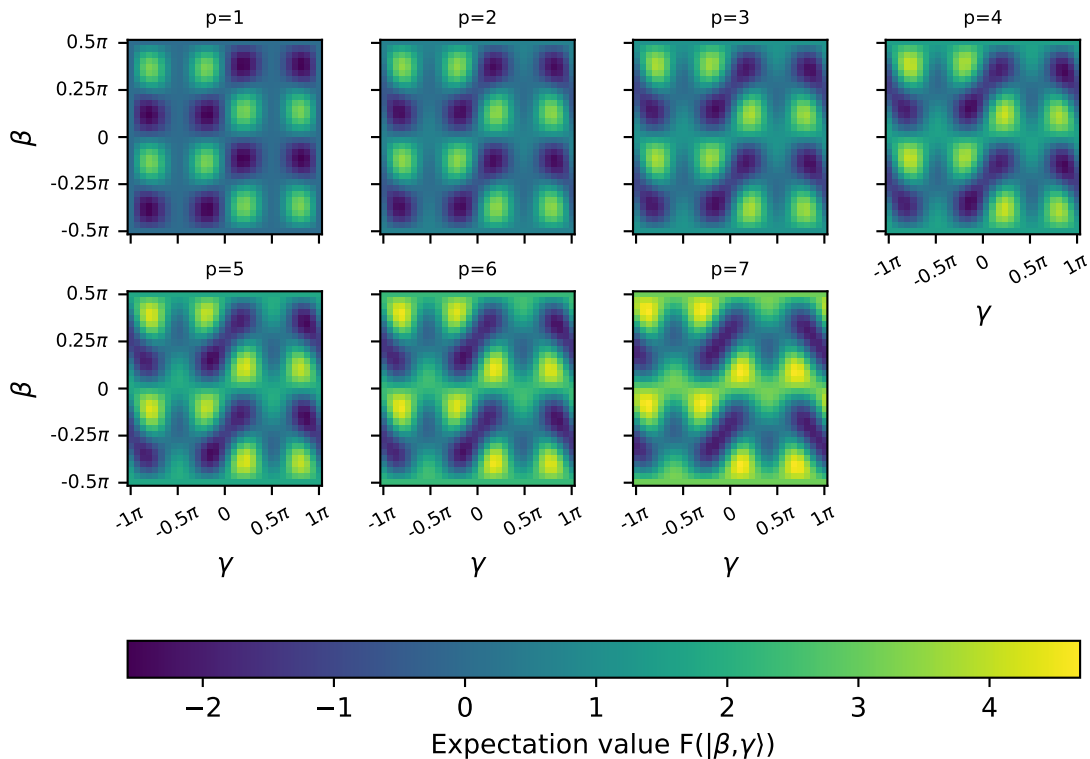 p=1 p=2 p=3 p=4
0.5π
0.25π
0
-0.25π
-0.5π
β
-1π -0.5π 0 0.5π 1π
γ
p=5 p=6 p=7
0.5π
0.25π
0
-0.25π
-0.5π
β
-1π -0.5π 0 0.5π 1π -1π -0.5π 0 0.5π 1π -1π -0.5π 0 0.5π 1π
γ γ γ
−2 −1 0 1 2 3 4
Expectation value F(|β,γ⟩)